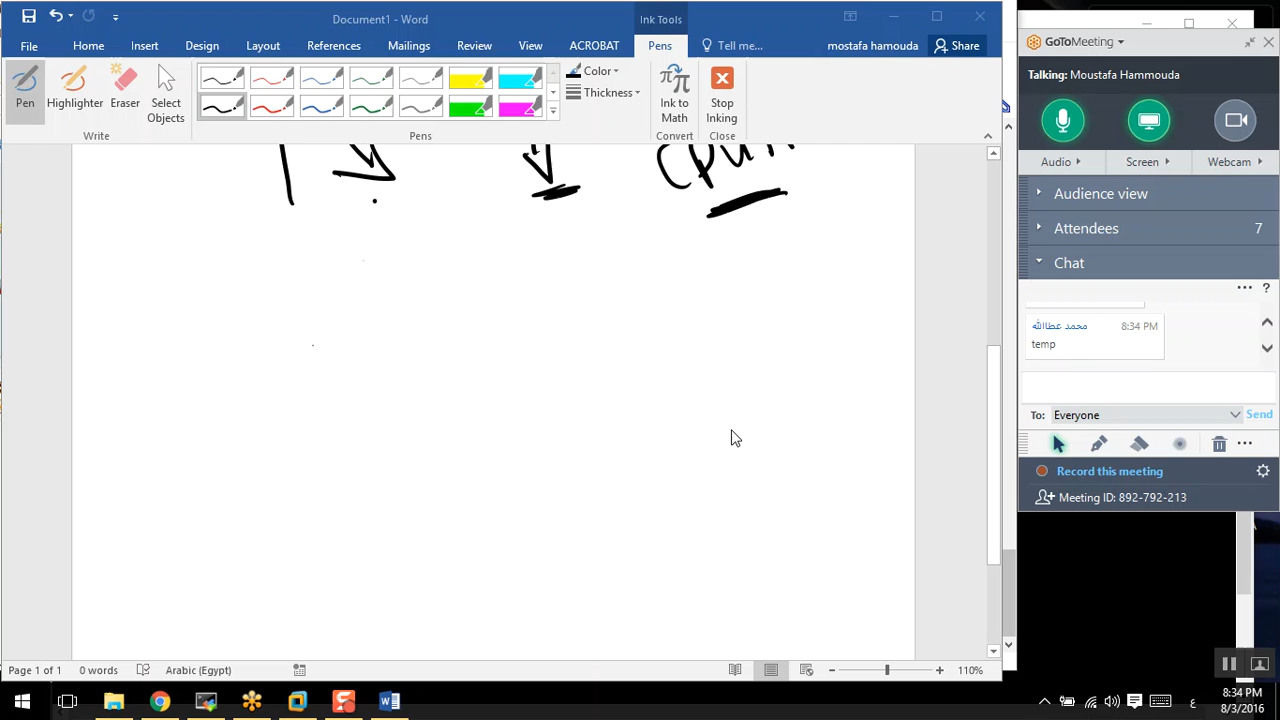 Document1 - Word
Ink Tools
File
Home
Insert
Design
Layout
References
Mailings
Review
View
ACROBAT
Pens
Tell me...
mostafa hamouda
Share
Pen
Highlighter
Eraser
Select Objects
Color
Thickness
Ink to Math
Stop Inking
Write
Pens
Convert
Close
GoToMeeting
Talking: Moustafa Hammouda
Audio
Screen
Webcam
Audience view
Attendees
7
Chat
?
محمد عطاالله
8:34 PM
temp
To: Everyone
Send
Record this meeting
Meeting ID: 892-792-213
Page 1 of 1
0 words
Arabic (Egypt)
110%
ع
8:34 PM
8/3/2016